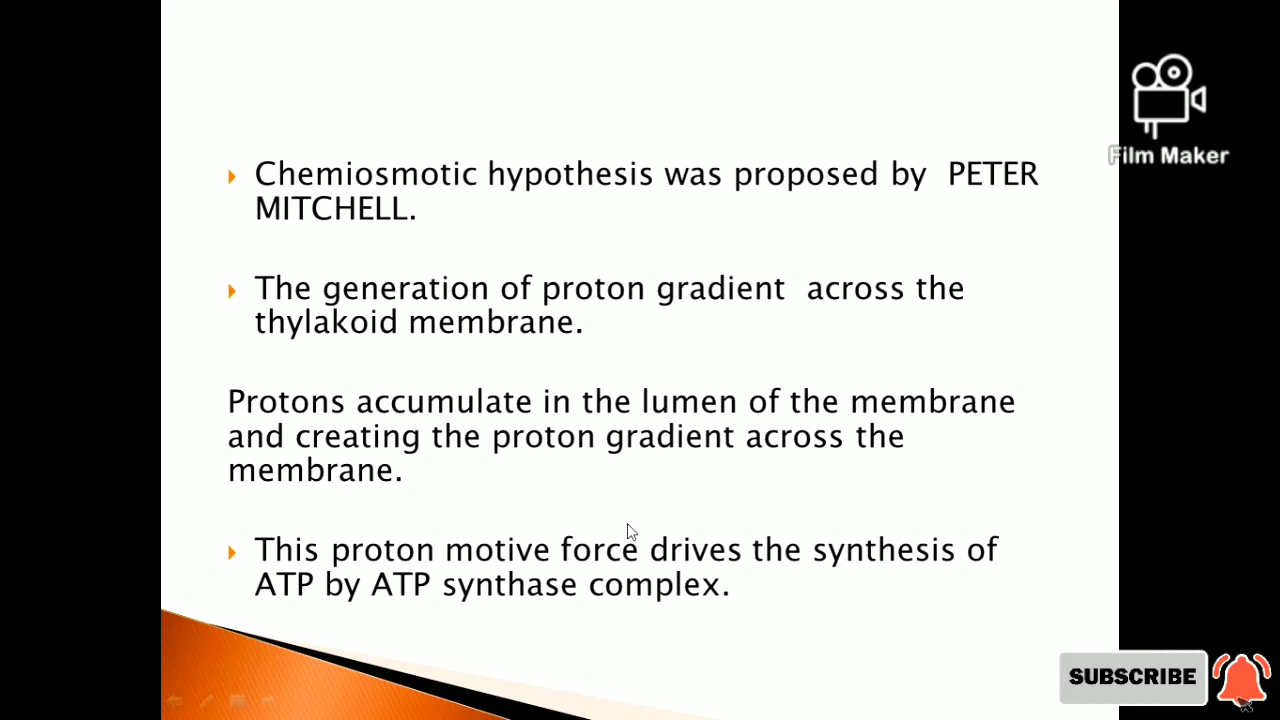 Film Maker
Chemiosmotic hypothesis was proposed by PETER
MITCHELL.
The generation of proton gradient across the
thylakoid membrane.
Protons accumulate in the lumen of the membrane
and creating the proton gradient across the
membrane.
This proton motive force drives the synthesis of
ATP by ATP synthase complex.
SUBSCRIBE